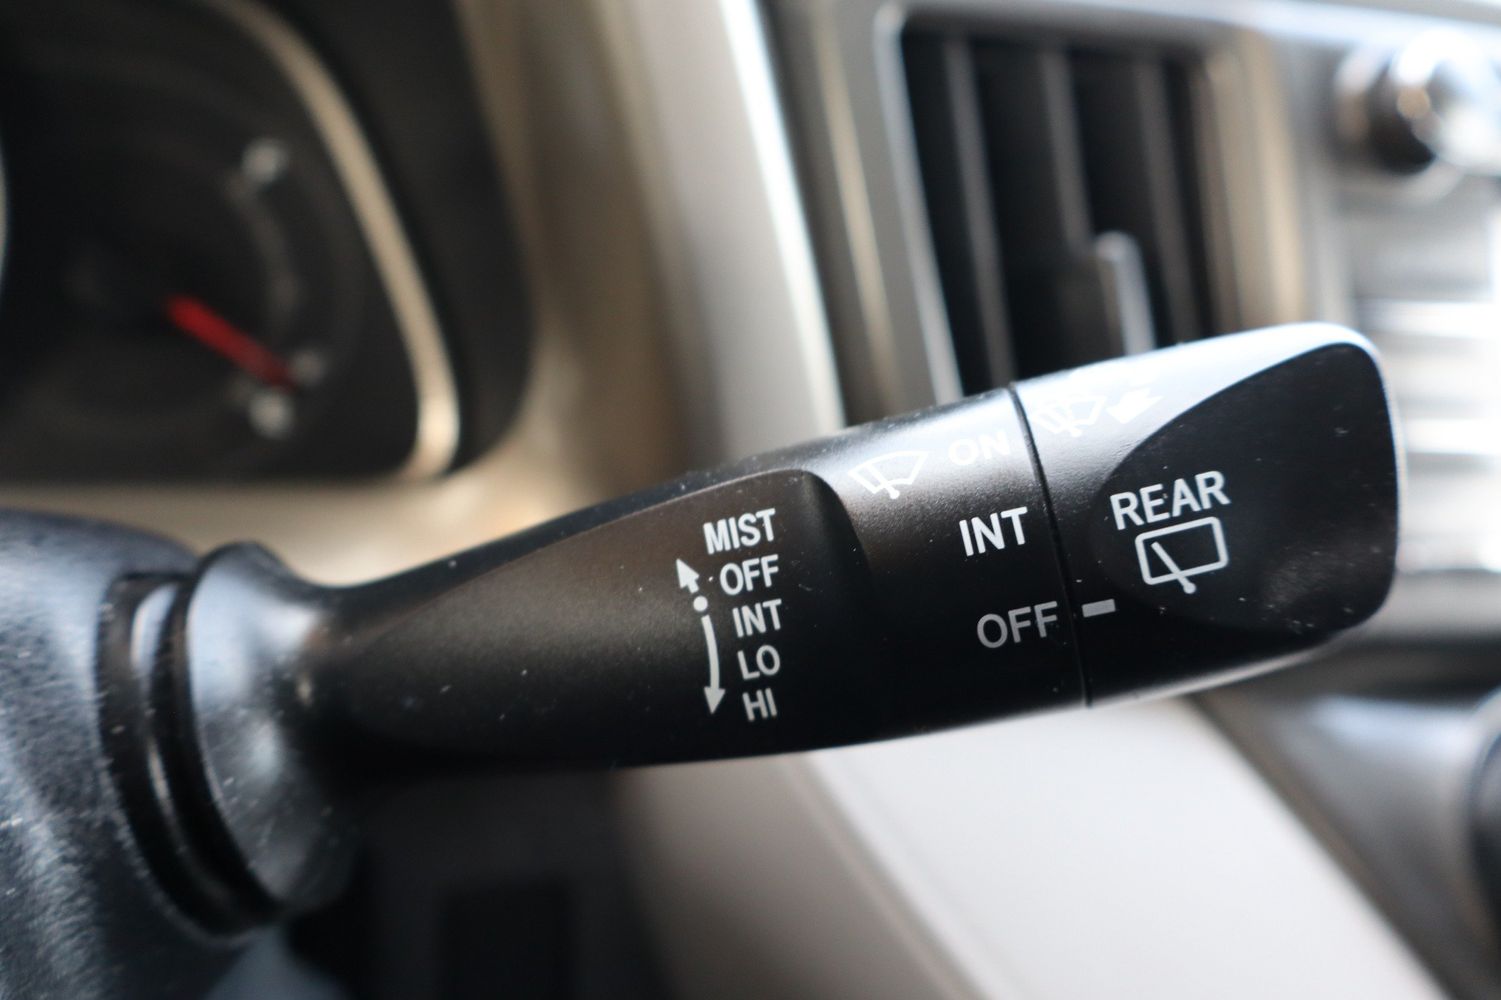 MIST
OFF
INT
LO
HI
ON
INT
OFF
REAR